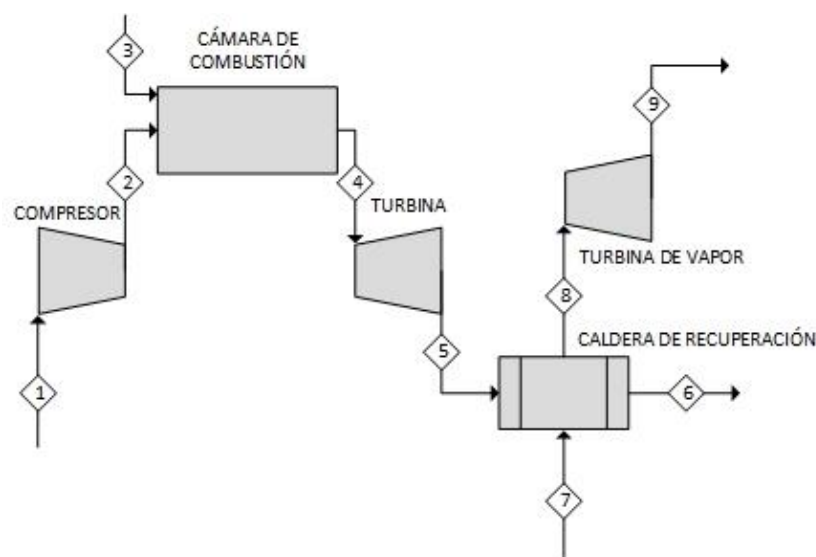 3
CÁMARA DE
COMBUSTIÓN
9
2
4
COMPRESOR
TURBINA
TURBINA DE VAPOR
8
CALDERA DE RECUPERACIÓN
5
1
6
7